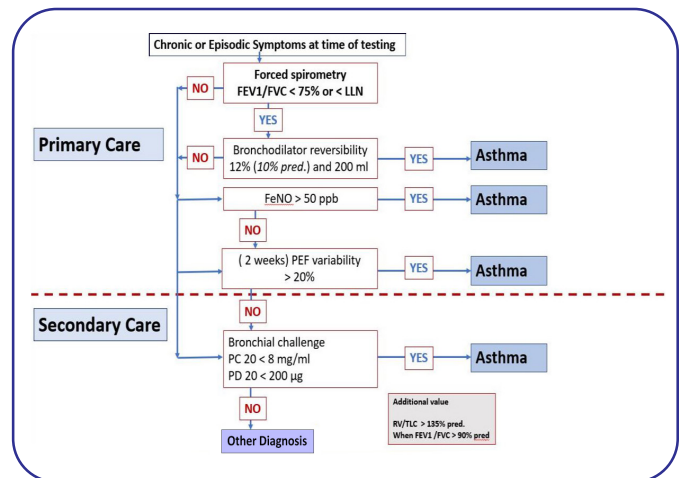 Chronic or Episodic Symptoms at time of testing
Forced spirometry
FEV1/FVC < 75% or < LLN
NO
YES
Primary Care
Bronchodilator reversibility
12% (10% pred.) and 200 ml
NO
YES
Asthma
FeNO > 50 ppb
YES
Asthma
NO
( 2 weeks) PEF variability
> 20%
YES
Asthma
NO
Secondary Care
Bronchial challenge
PC 20 < 8 mg/ml
PD 20 < 200 µg
YES
Asthma
NO
Other Diagnosis
Additional value
RV/TLC > 135% pred.
When FEV1 /FVC > 90% pred